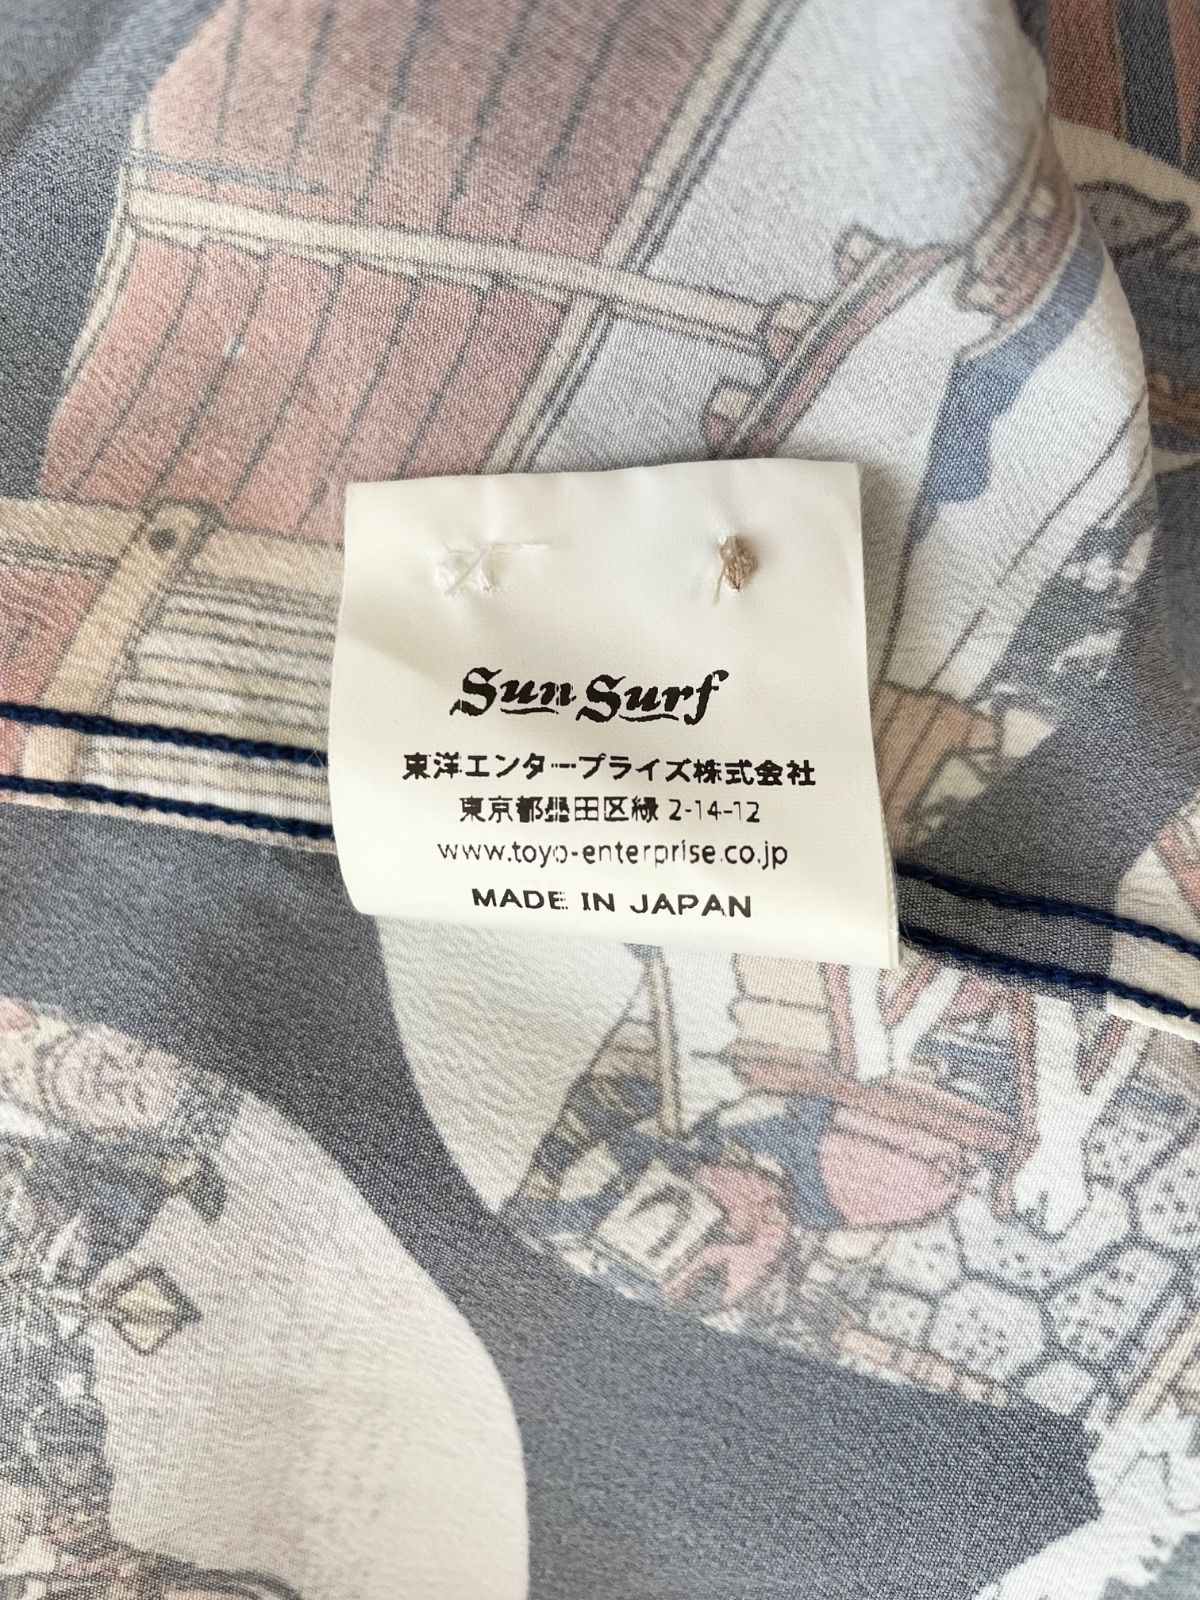 Sun Surf
東洋エンタープライズ株式会社
東京都墨田区緑 2-14-12
www.toyo-enterprise.co.jp
MADE IN JAPAN